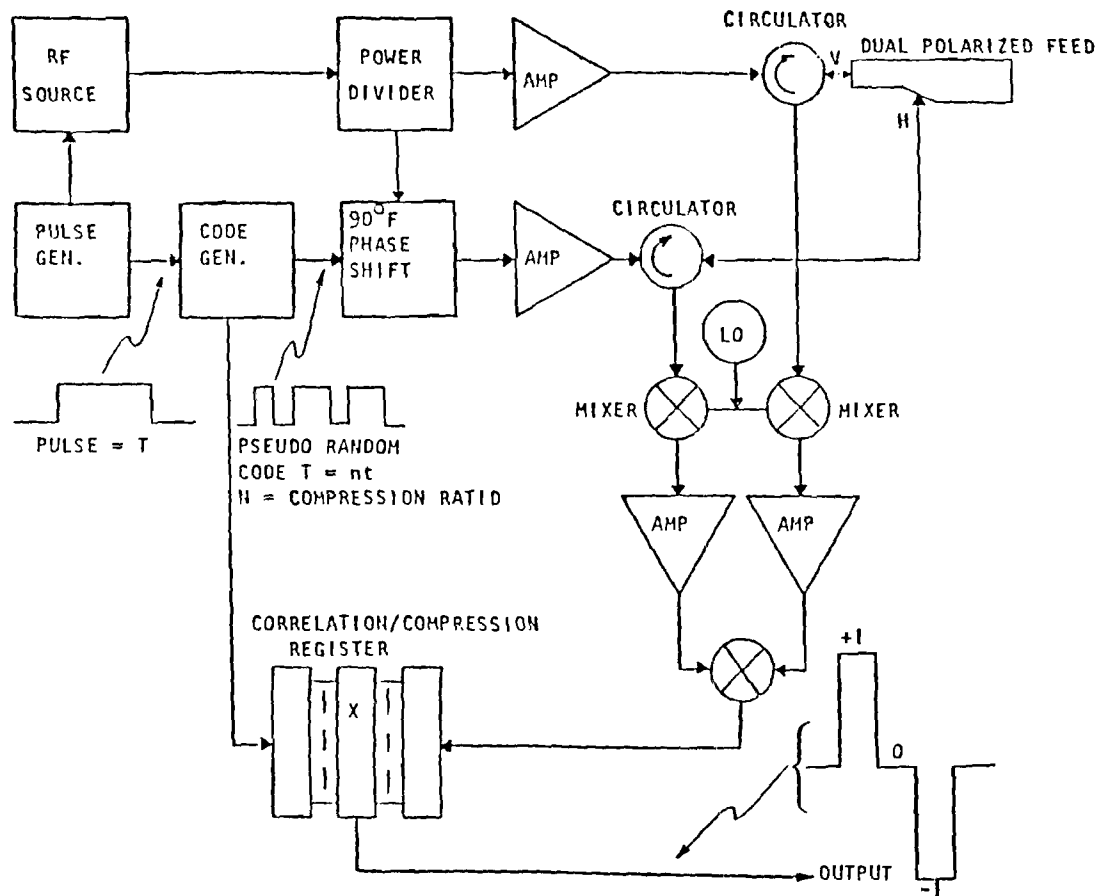 CIRCULATOR
DUAL POLARIZED FEED
RF
SOURCE
POWER
DIVIDER
AMP
V
H
PULSE
GEN.
CODE
GEN.
90°F
PHASE
SHIFT
AMP
CIRCULATOR
LO
MIXER
MIXER
PULSE = T
PSEUDO RANDOM
CODE T = nt
N = COMPRESSION RATIO
AMP
AMP
CORRELATION/COMPRESSION
REGISTER
X
+1
0
-1
OUTPUT